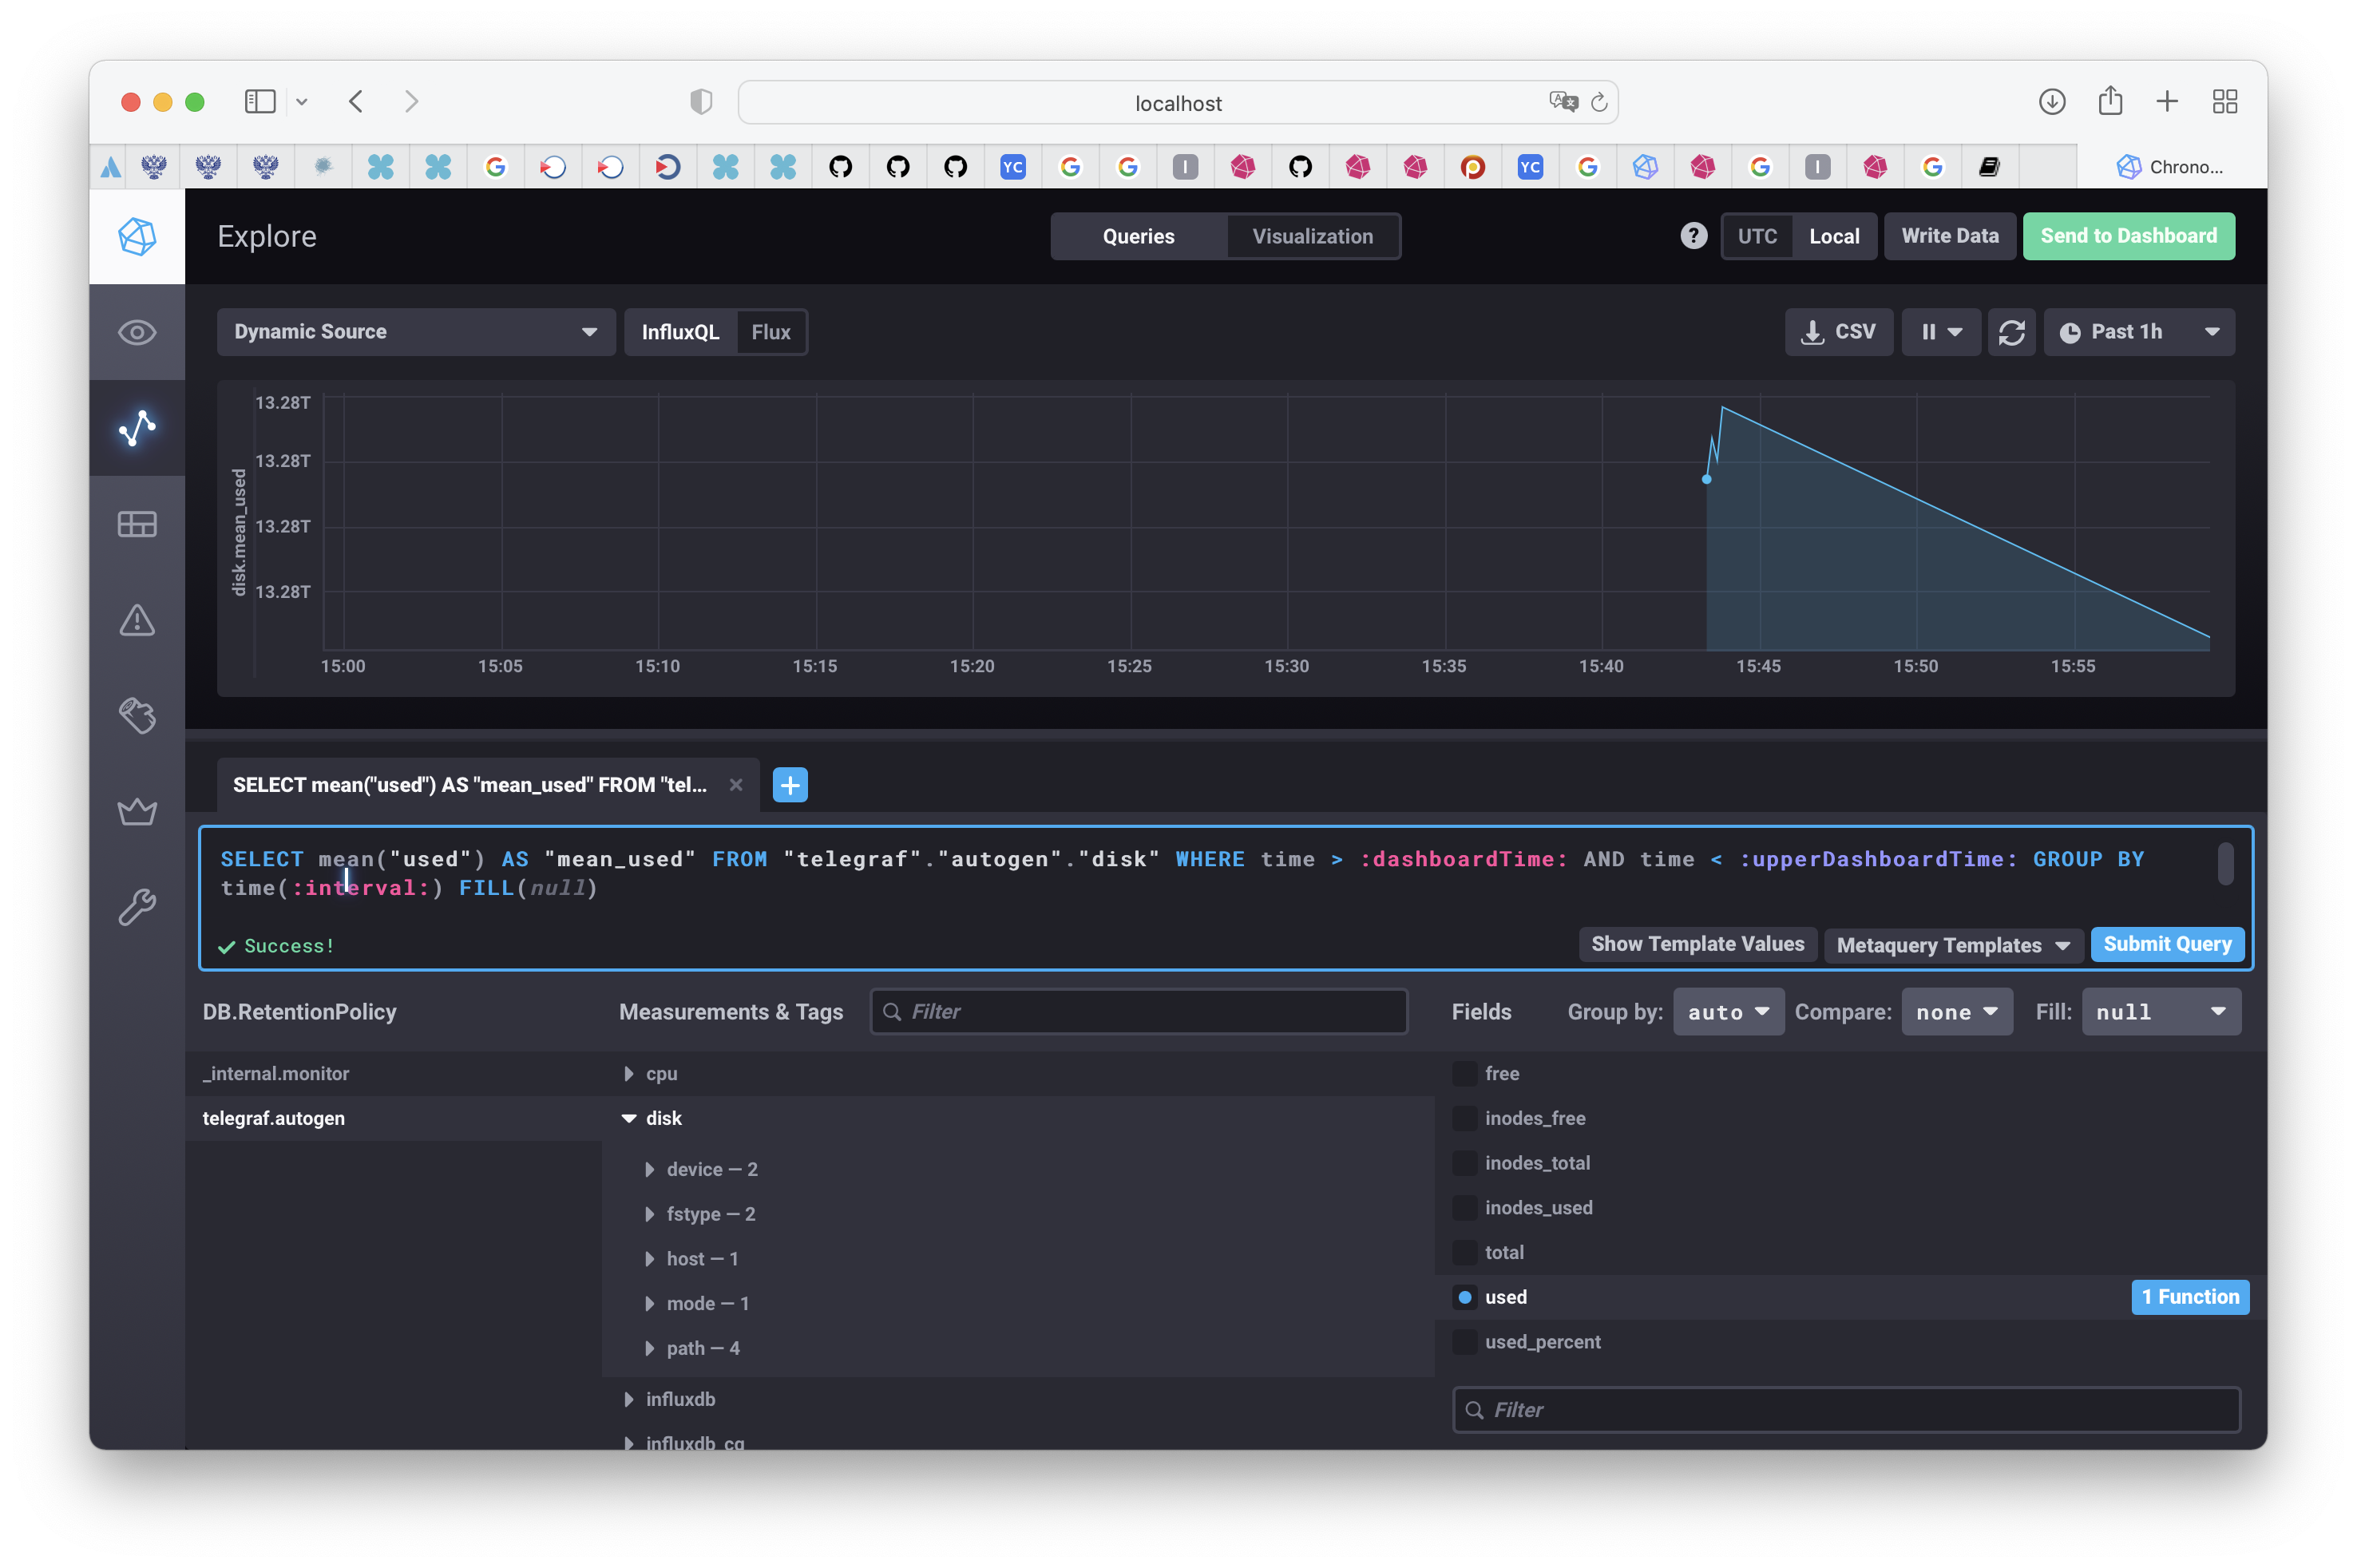 localhost
YC
YC
Chrono...
Explore
Queries
Visualization
?
UTC
Local
Write Data
Send to Dashboard
Dynamic Source
InfluxQL
Flux
CSV
Past 1h
disk.mean_used
13.28T
13.28T
13.28T
13.28T
15:00
15:05
15:10
15:15
15:20
15:25
15:30
15:35
15:40
15:45
15:50
15:55
SELECT mean("used") AS "mean_used" FROM "tel...
SELECT mean("used") AS "mean_used" FROM "telegraf"."autogen"."disk" WHERE time > :dashboardTime: AND time < :upperDashboardTime: GROUP BY
time(:interval:) FILL(null)
Success!
Show Template Values
Metaquery Templates
Submit Query
DB.RetentionPolicy
Measurements & Tags
Filter
Fields
Group by:
auto
Compare:
none
Fill:
null
_internal.monitor
telegraf.autogen
cpu
disk
device — 2
fstype — 2
host — 1
mode — 1
path — 4
influxdb
influxdb_cq
free
inodes_free
inodes_total
inodes_used
total
used
1 Function
used_percent
Filter